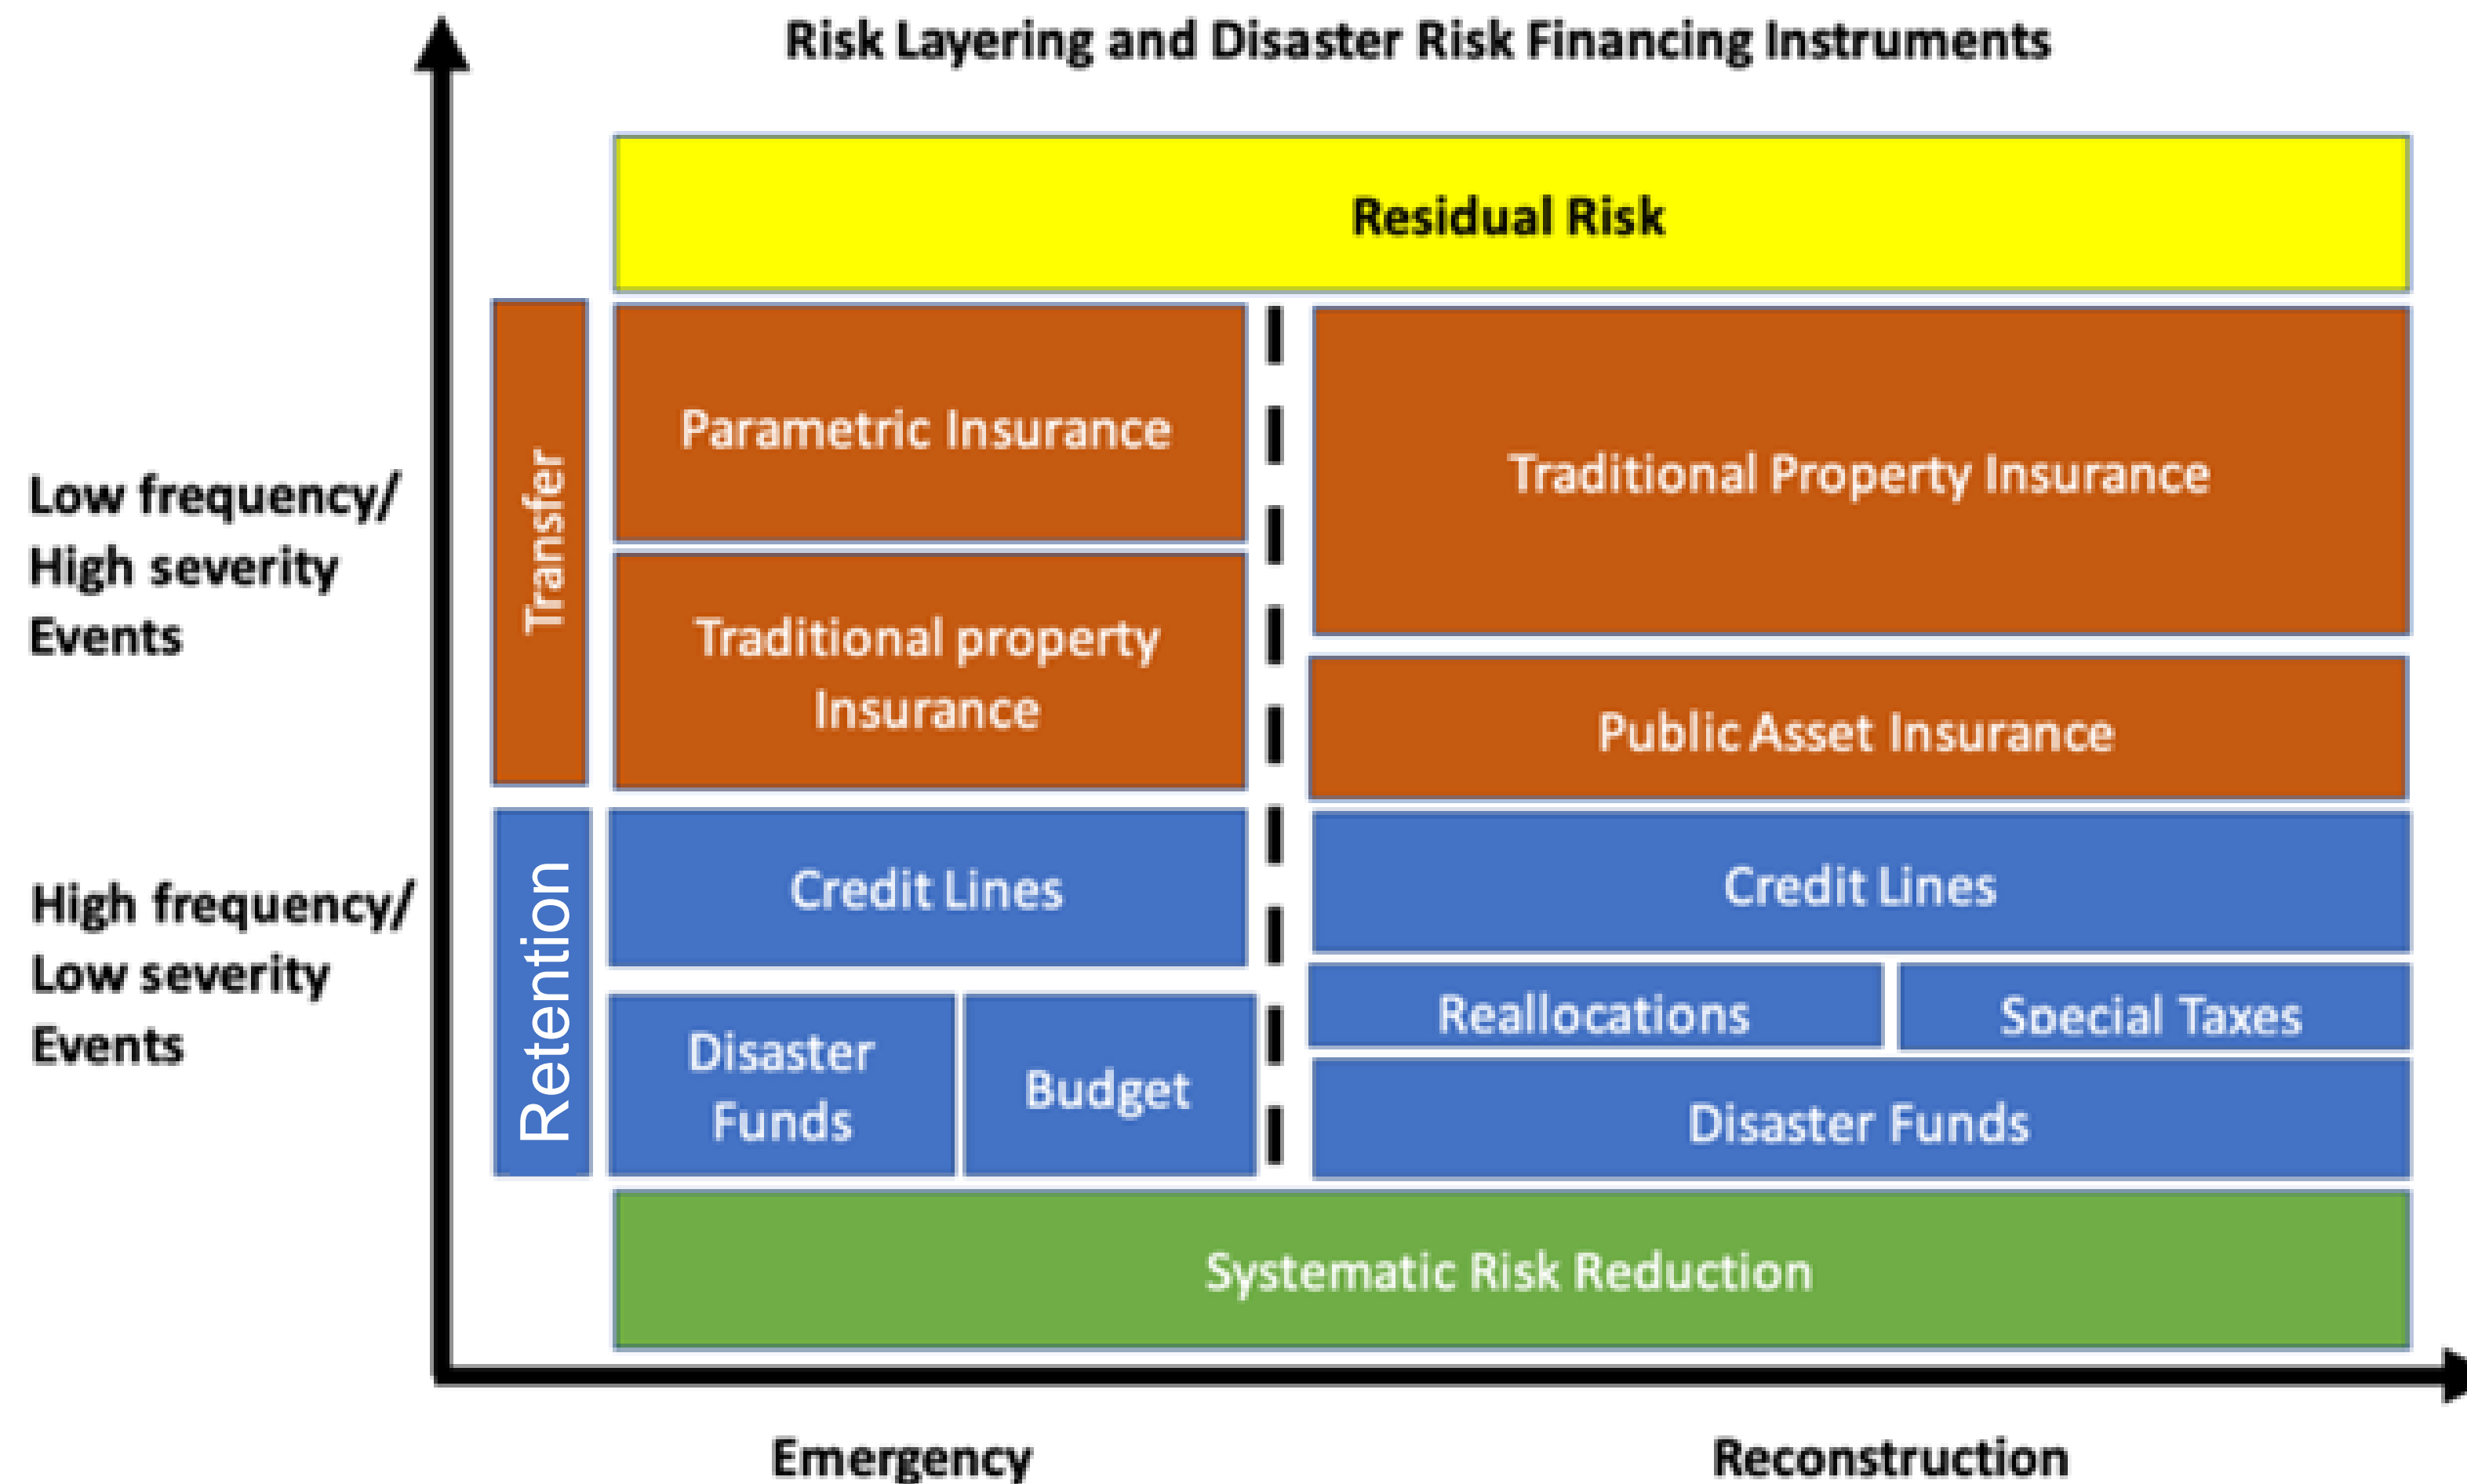 Risk Layering and Disaster Risk Financing Instruments
Residual Risk
Low frequency/
High severity
Events
Transfer
Parametric Insurance
Traditional property
Insurance
Traditional Property Insurance
Public Asset Insurance
High frequency/
Low severity
Events
Retention
Credit Lines
Disaster
Funds
Budget
Credit Lines
Reallocations
Special Taxes
Disaster Funds
Systematic Risk Reduction
Emergency
Reconstruction